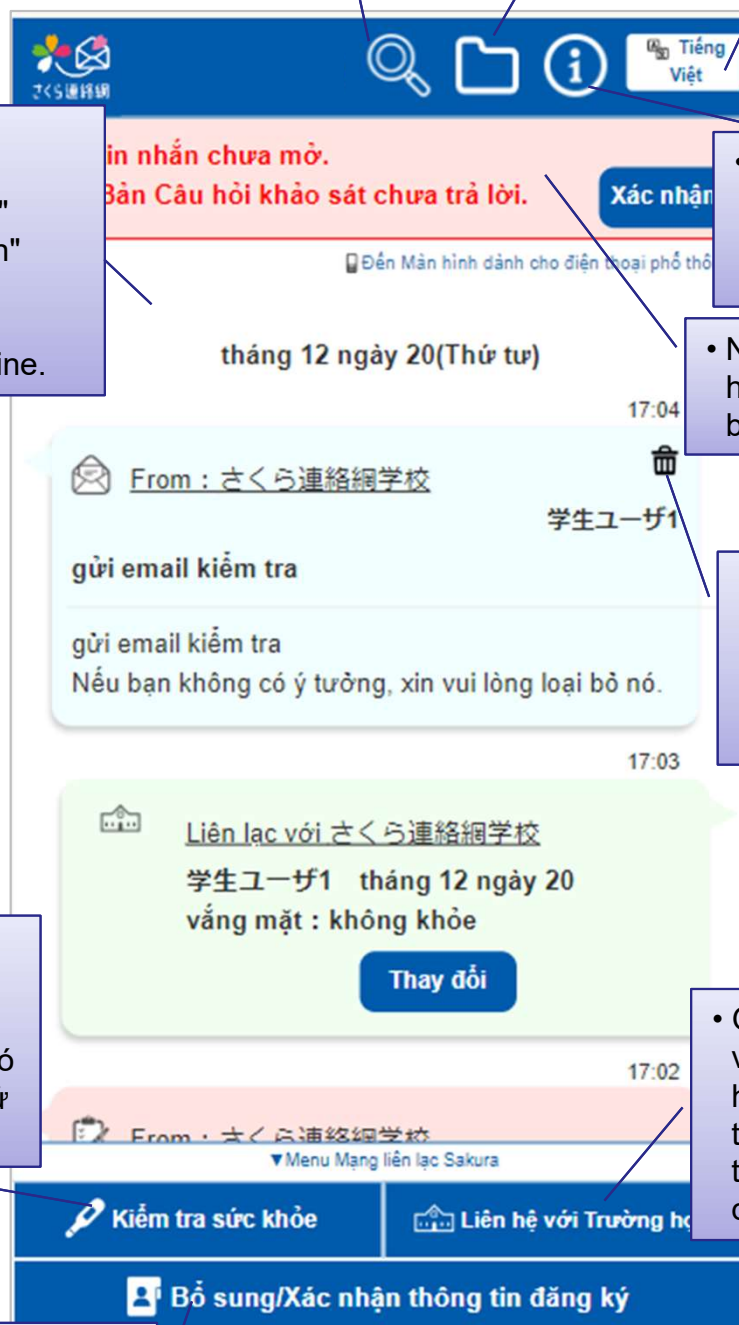 さくら連絡網
Tiếng
Việt
in nhắn chưa mở.
Bản Câu hỏi khảo sát chưa trả lời.
Xác nhận
"
n"
ine.
Đến Màn hình dành cho điện thoại phổ thô
•
• N
h
b
tháng 12 ngày 20(Thứ tư)
17:04
From : さくら連絡網学校
学生ユーザ1
gửi email kiểm tra
gửi email kiểm tra
Nếu bạn không có ý tưởng, xin vui lòng loại bỏ nó.
17:03
Liên lạc với さくら連絡網学校
学生ユーザ1 tháng 12 ngày 20
vắng mặt : không khỏe
Thay đổi
ó
ư
17:02
From : さくら連絡網学校
▼Menu Mạng liên lạc Sakura
Kiểm tra sức khỏe
Liên hệ với Trường họ
Bổ sung/Xác nhận thông tin đăng ký